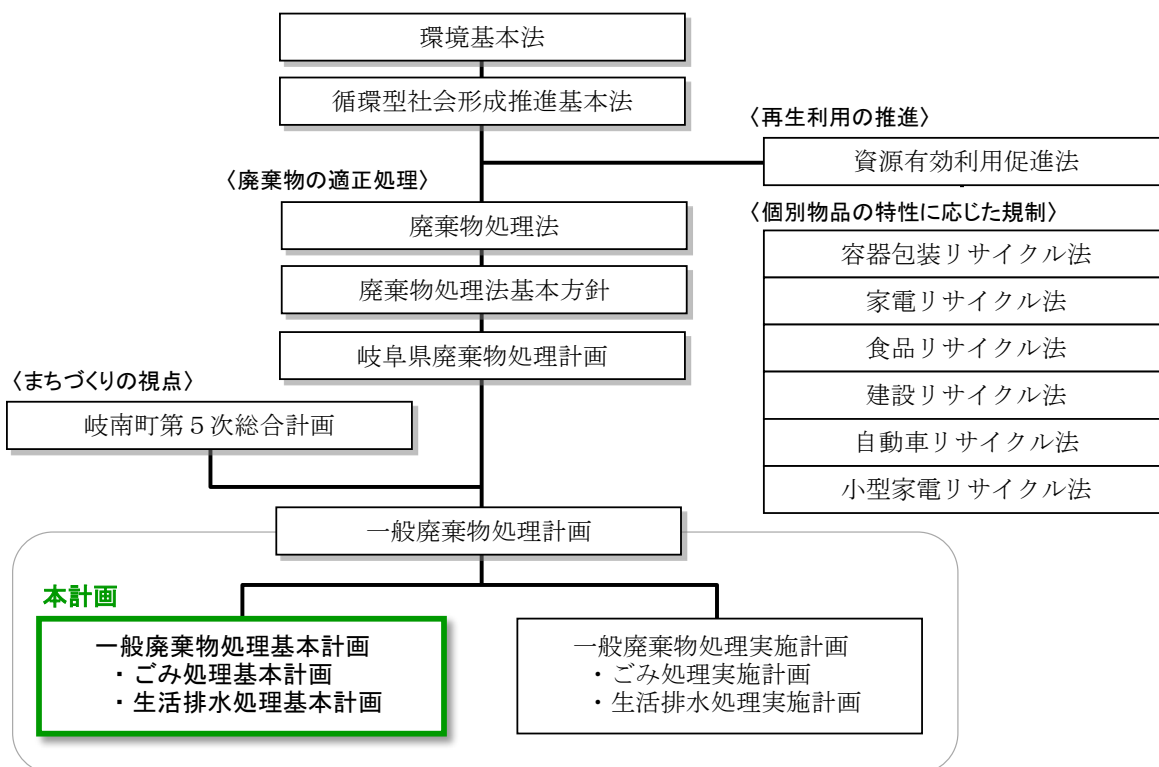 環境基本法
循環型社会形成推進基本法
〈再生利用の推進〉
資源有効利用促進法
〈廃棄物の適正処理〉
〈個別物品の特性に応じた規制〉
廃棄物処理法
容器包装リサイクル法
廃棄物処理法基本方針
家電リサイクル法
岐阜県廃棄物処理計画
食品リサイクル法
〈まちづくりの視点〉
建設リサイクル法
岐南町第５次総合計画
自動車リサイクル法
小型家電リサイクル法
一般廃棄物処理計画
本計画
一般廃棄物処理基本計画
・ごみ処理基本計画
・生活排水処理基本計画
一般廃棄物処理実施計画
・ごみ処理実施計画
・生活排水処理実施計画